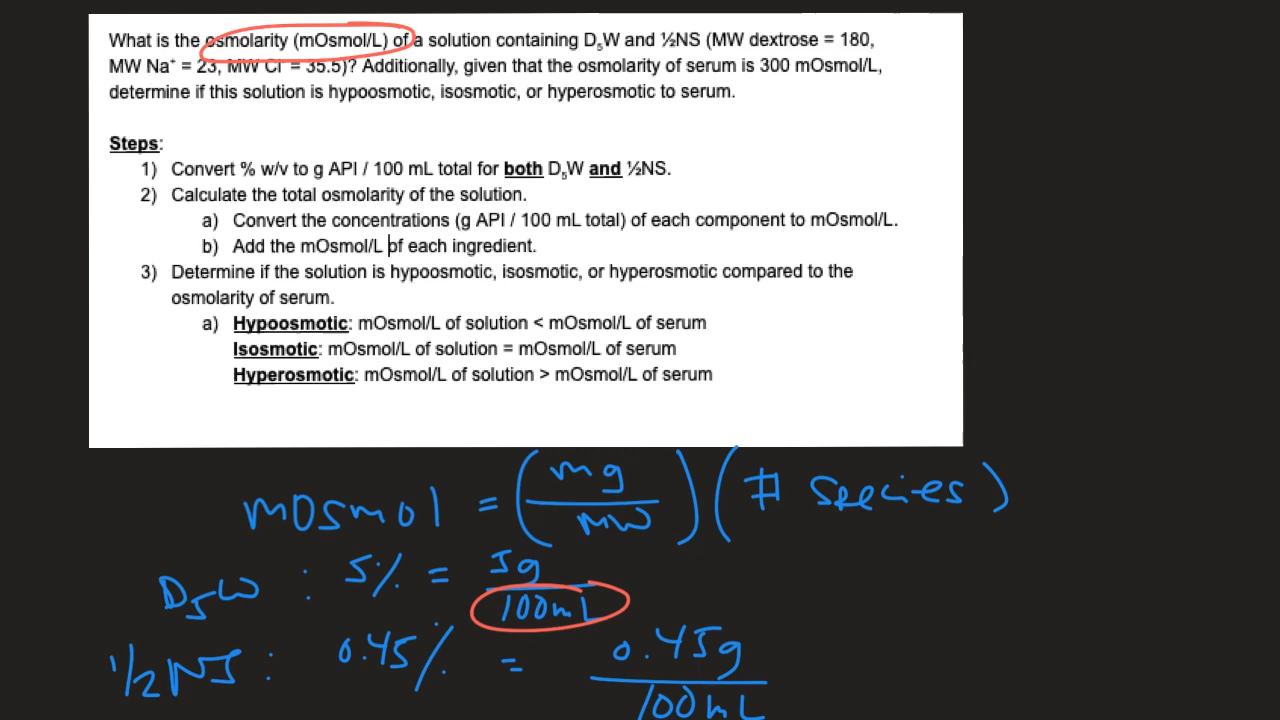 What is the osmolarity (mOsmol/L) of a solution containing D₅W and ½NS (MW dextrose = 180,
MW Na⁺ = 23, MW Cl⁻ = 35.5)? Additionally, given that the osmolarity of serum is 300 mOsmol/L,
determine if this solution is hypoosmotic, isosmotic, or hyperosmotic to serum.
Steps:
1) Convert % w/v to g API / 100 mL total for both D₅W and ½NS.
2) Calculate the total osmolarity of the solution.
a) Convert the concentrations (g API / 100 mL total) of each component to mOsmol/L.
b) Add the mOsmol/L of each ingredient.
3) Determine if the solution is hypoosmotic, isosmotic, or hyperosmotic compared to the
osmolarity of serum.
a) Hypoosmotic: mOsmol/L of solution < mOsmol/L of serum
Isosmotic: mOsmol/L of solution = mOsmol/L of serum
Hyperosmotic: mOsmol/L of solution > mOsmol/L of serum
mOsmol = (mg / MW) (# species)
D₅W : 5% = 5g / 100mL
1/2 NS : 0.45% = 0.45g / 100mL